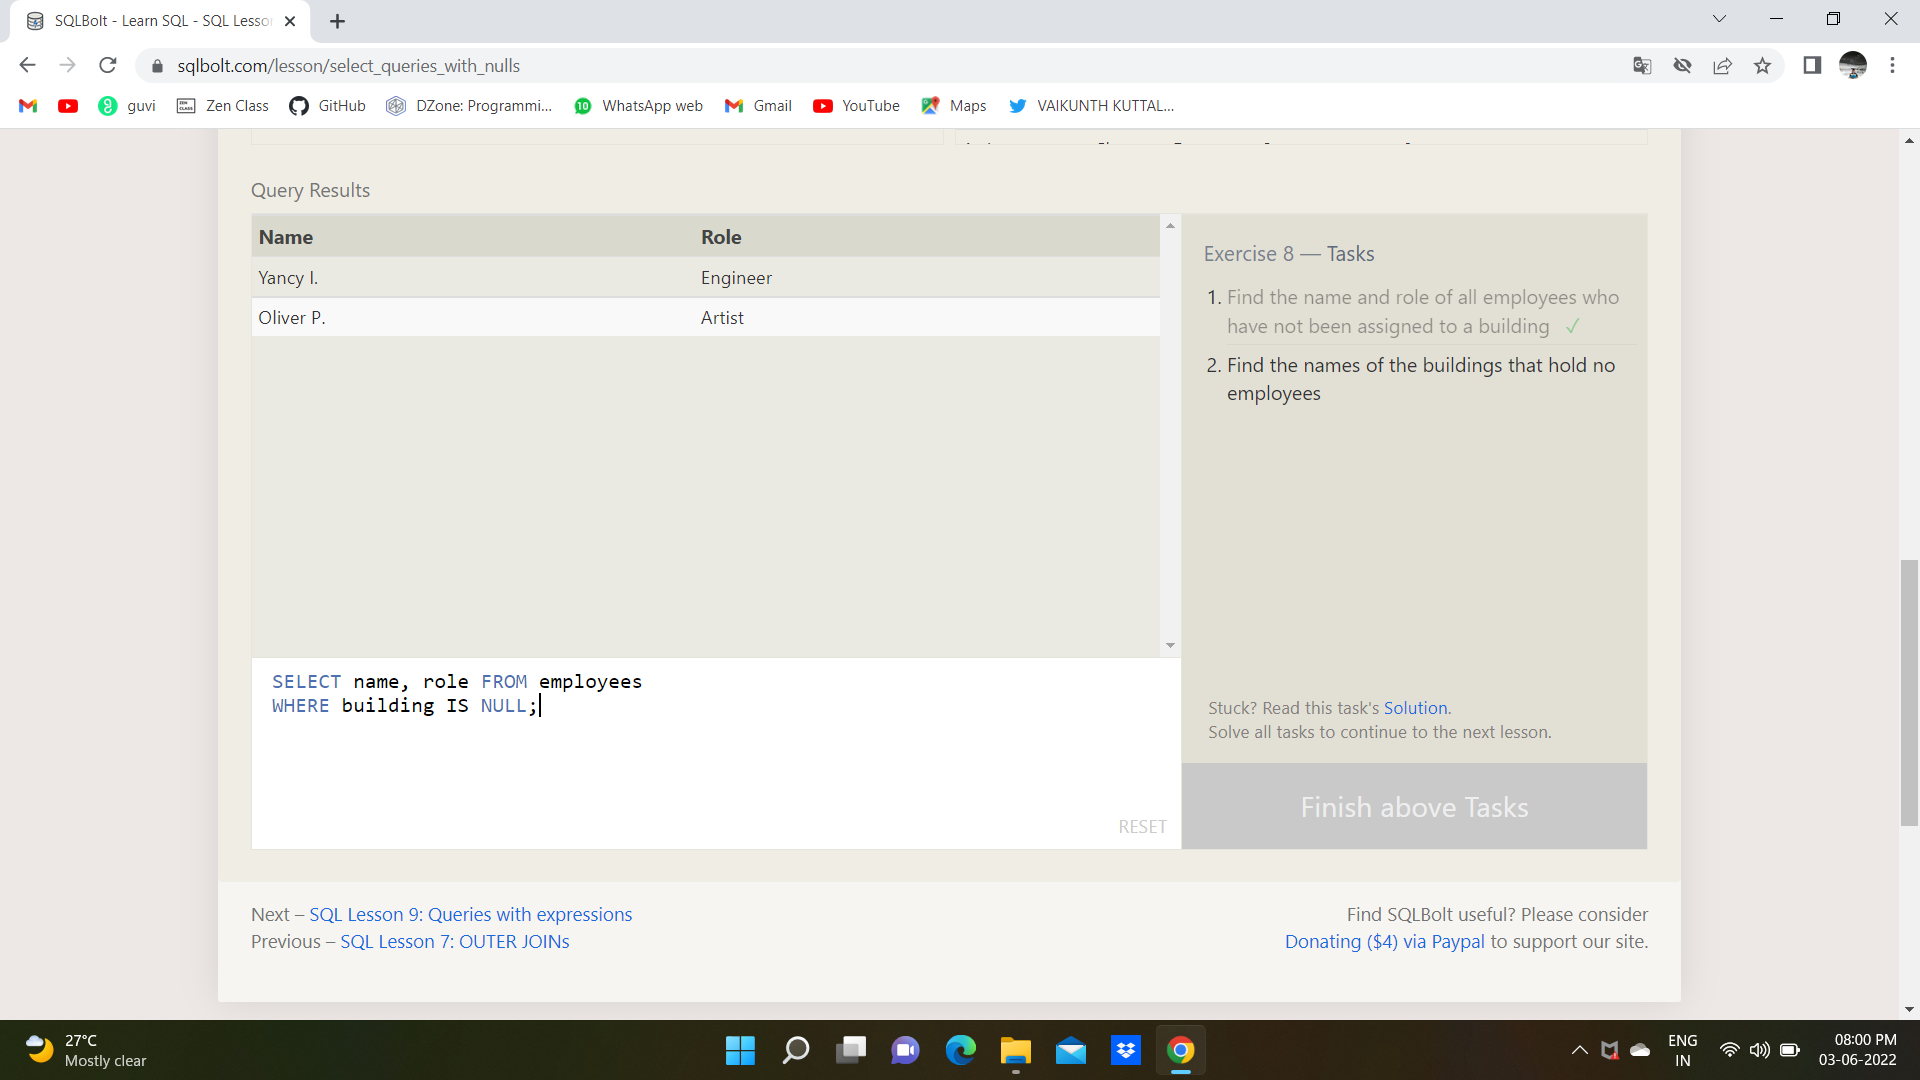 SQLBolt - Learn SQL - SQL Lesso
sqlbolt.com/lesson/select_queries_with_nulls
guvi
Zen Class
GitHub
DZone: Programmi...
WhatsApp web
Gmail
YouTube
Maps
VAIKUNTH KUTTAL...
Query Results
Name Role
Yancy I. Engineer
Oliver P. Artist
Exercise 8 — Tasks
1. Find the name and role of all employees who
have not been assigned to a building ✓
2. Find the names of the buildings that hold no
employees
SELECT name, role FROM employees
WHERE building IS NULL;
RESET
Stuck? Read this task's Solution.
Solve all tasks to continue to the next lesson.
Finish above Tasks
Next – SQL Lesson 9: Queries with expressions
Previous – SQL Lesson 7: OUTER JOINs
Find SQLBolt useful? Please consider
Donating ($4) via Paypal to support our site.
27°C
Mostly clear
ENG
IN
08:00 PM
03-06-2022